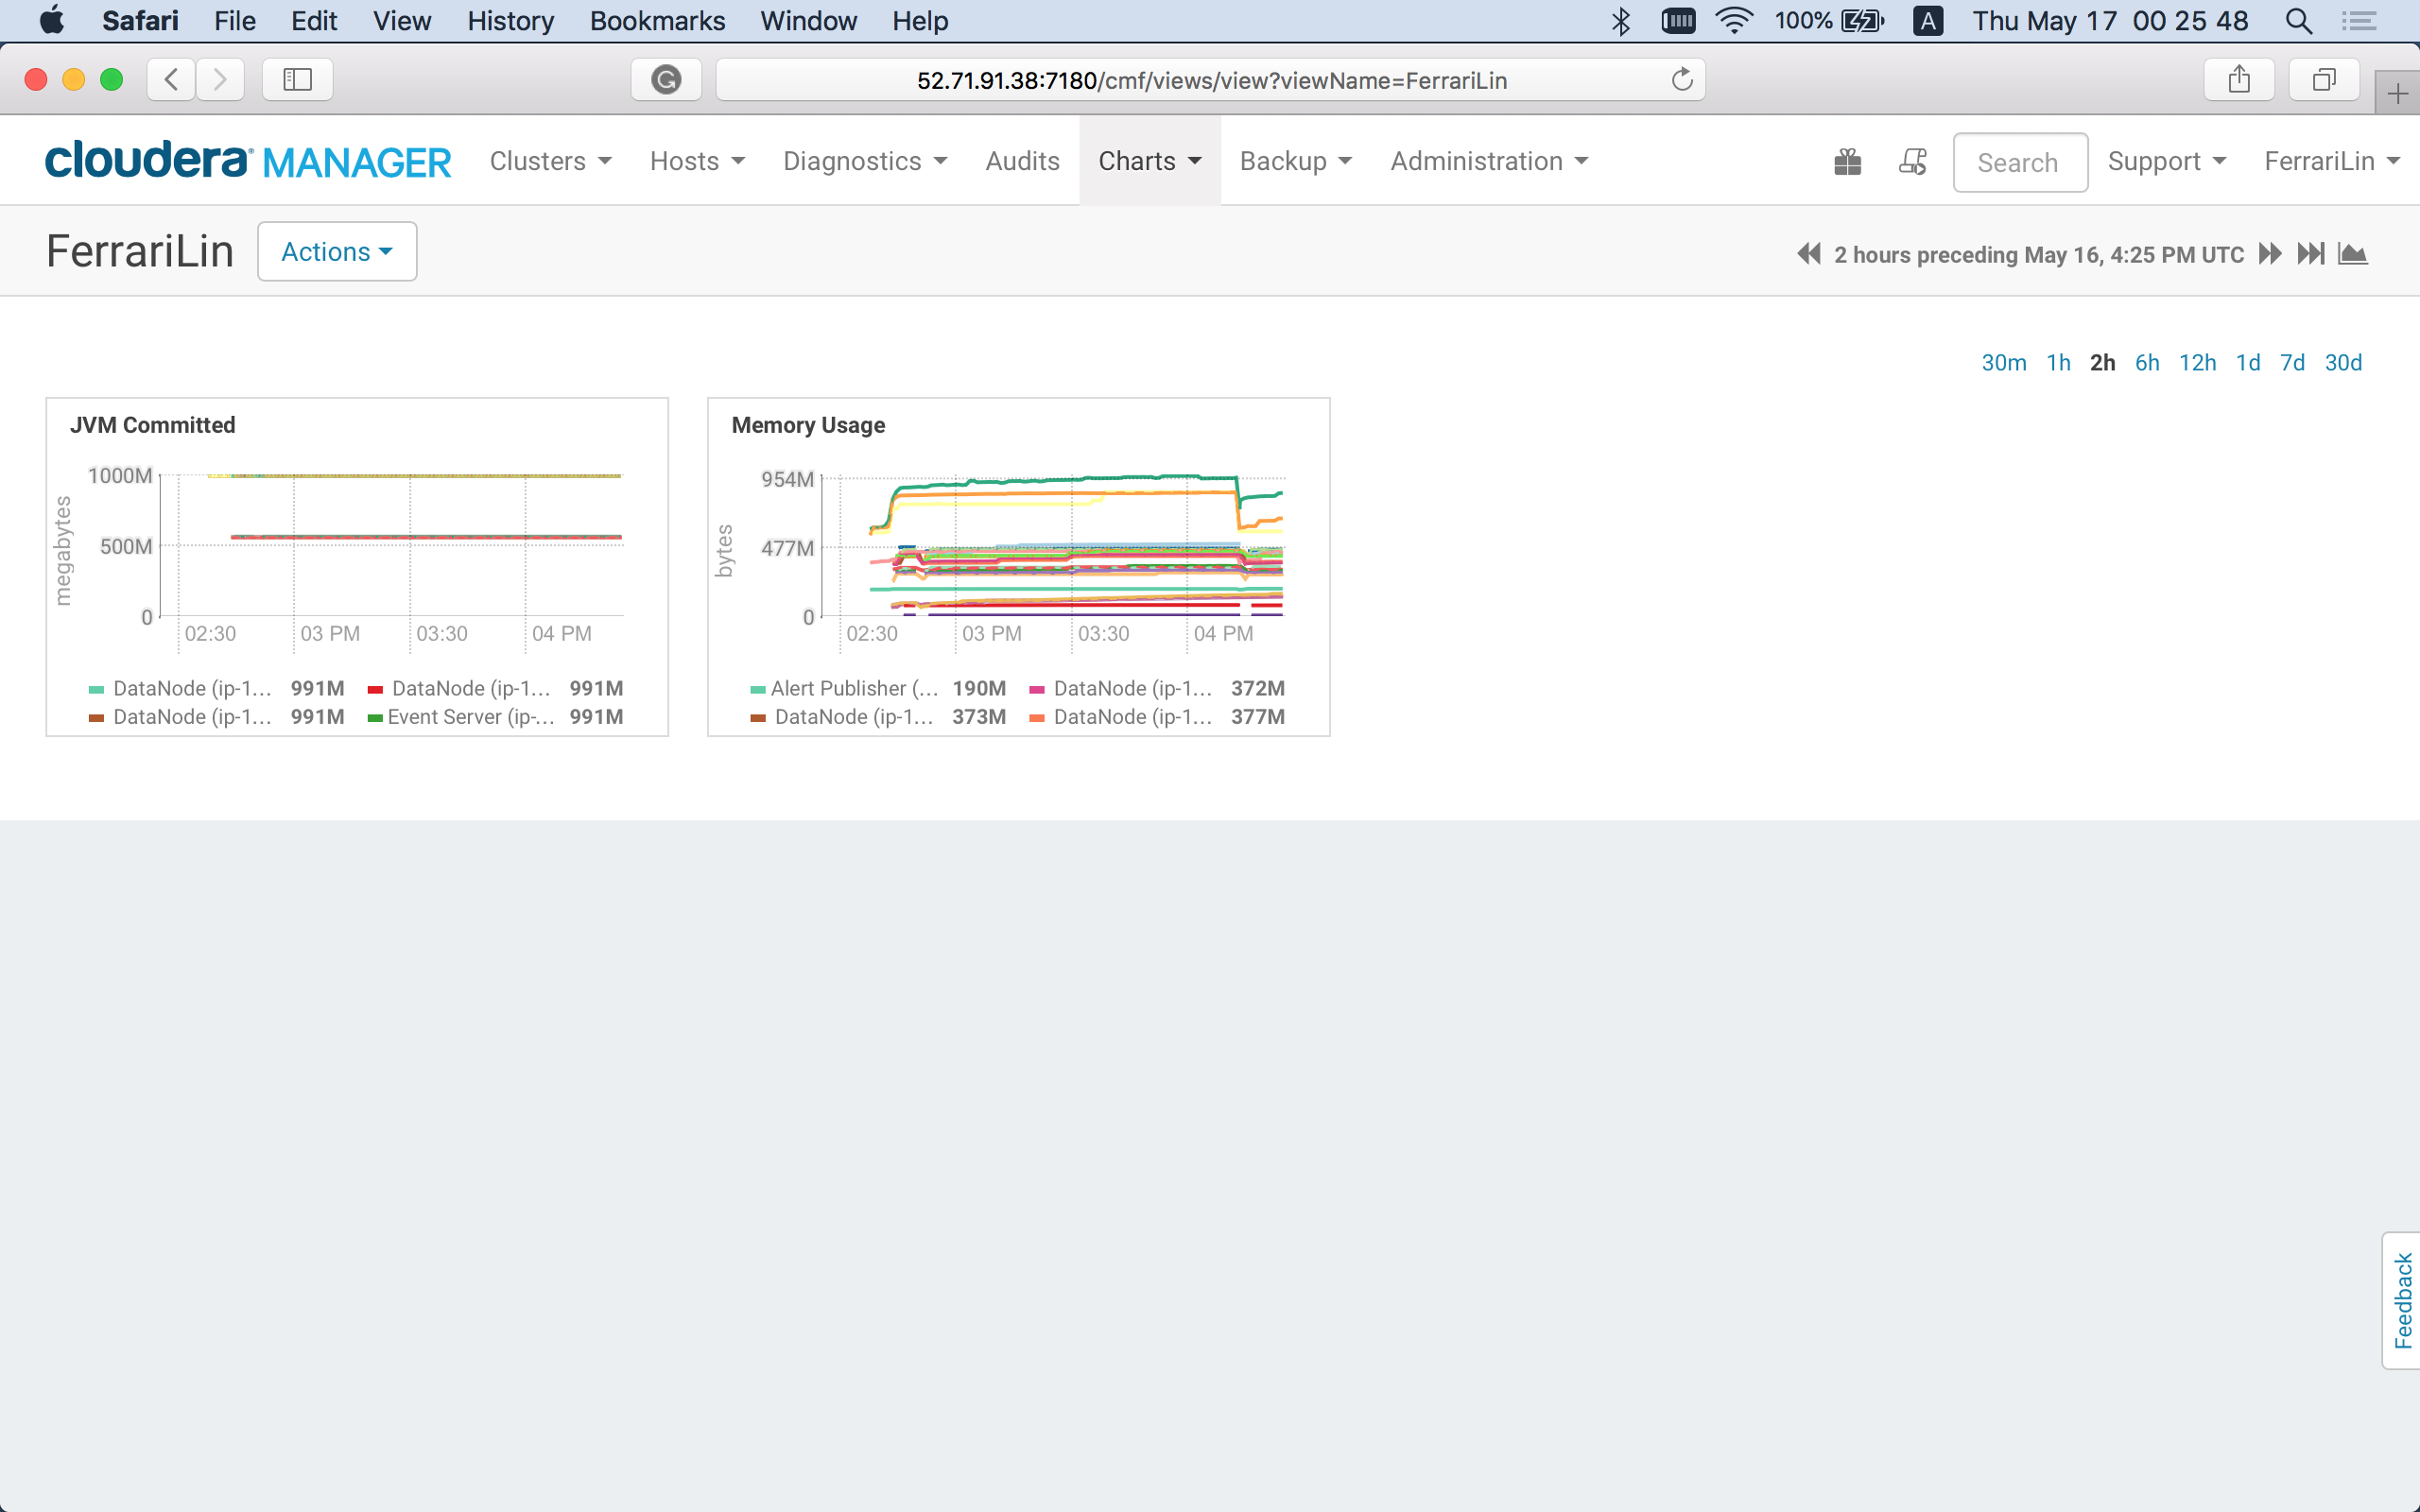 Safari File Edit View History Bookmarks Window Help 100% A Thu May 17 00 25 48
52.71.91.38:7180/cmf/views/view?viewName=FerrariLin
cloudera MANAGER Clusters Hosts Diagnostics Audits Charts Backup Administration Search Support FerrariLin
FerrariLin Actions 2 hours preceding May 16, 4:25 PM UTC
30m 1h 2h 6h 12h 1d 7d 30d
JVM Committed
megabytes
1000M
500M
0
02:30 03 PM 03:30 04 PM
DataNode (ip-1... 991M DataNode (ip-1... 991M
DataNode (ip-1... 991M Event Server (ip-... 991M
Memory Usage
bytes
954M
477M
0
02:30 03 PM 03:30 04 PM
Alert Publisher (... 190M DataNode (ip-1... 372M
DataNode (ip-1... 373M DataNode (ip-1... 377M
Feedback